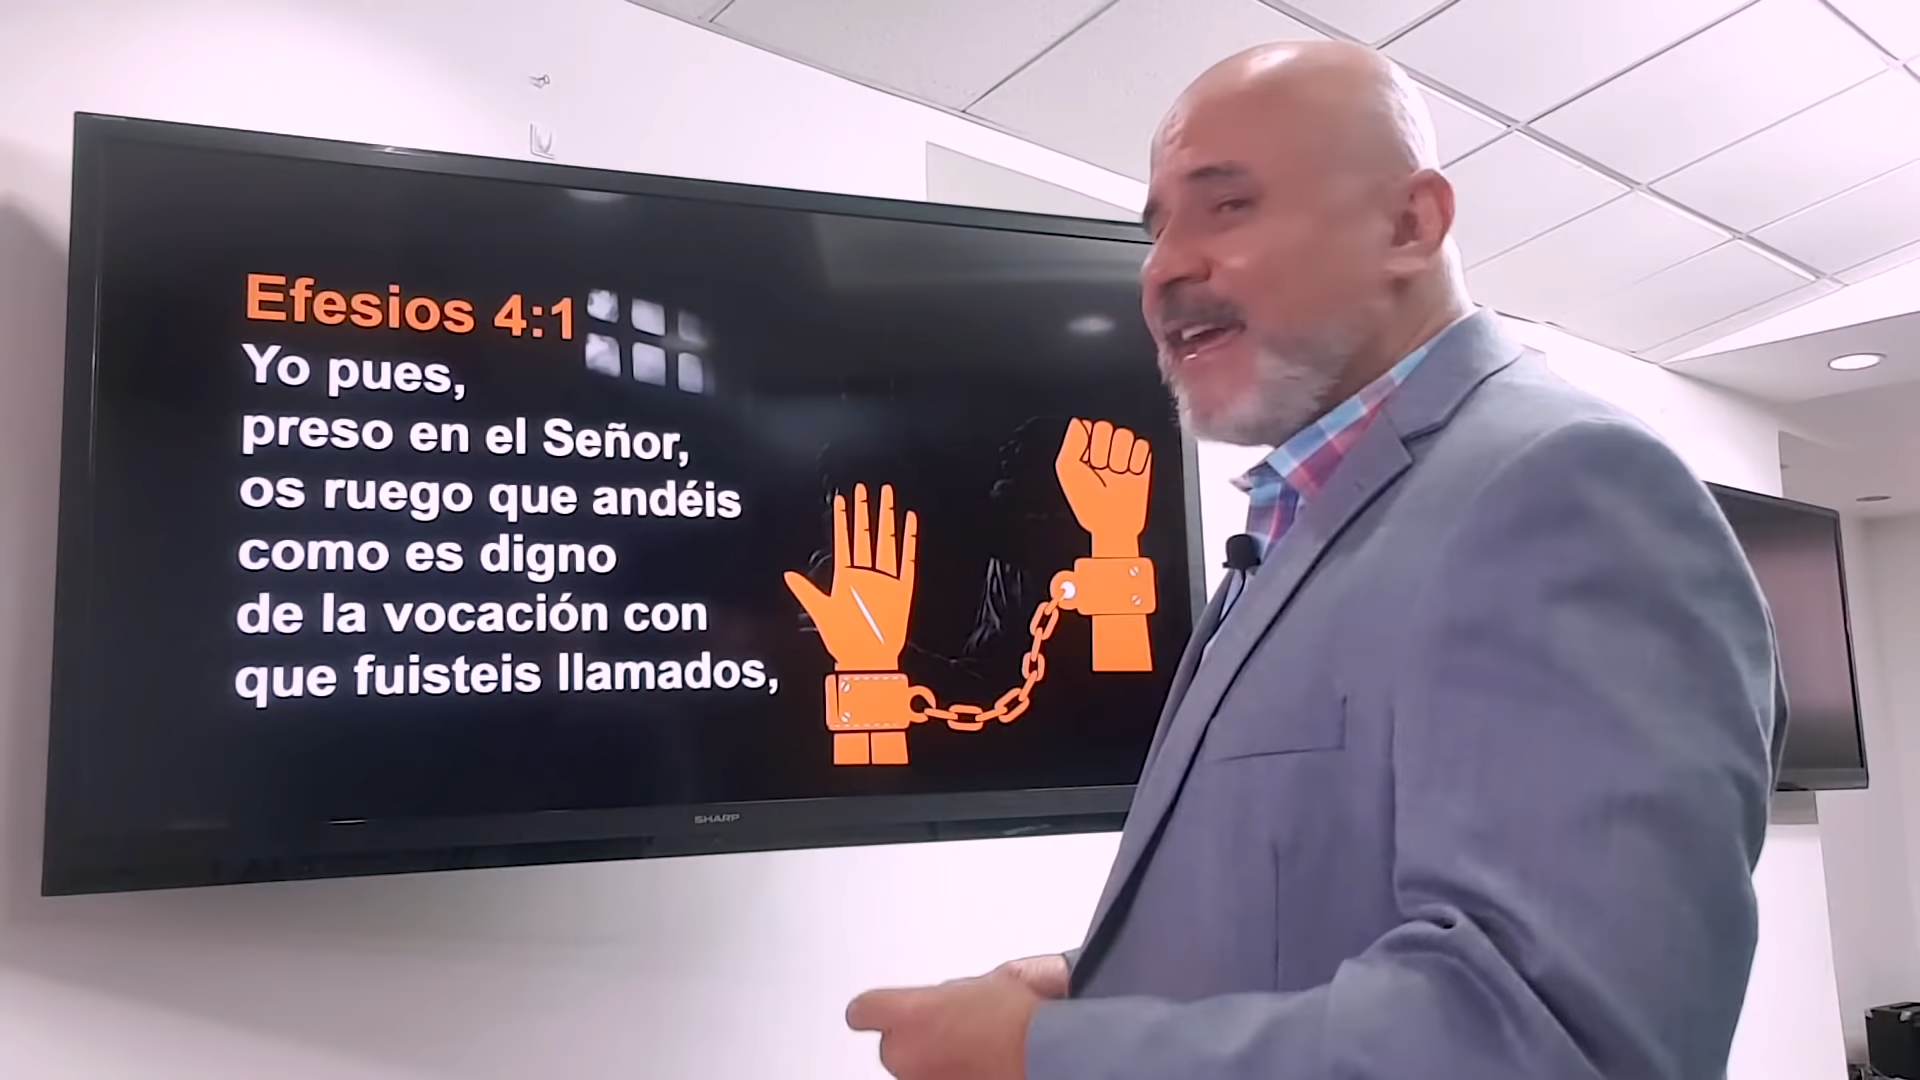 Efesios 4:1
Yo pues,
preso en el Señor,
os ruego que andéis
como es digno
de la vocación con
que fuisteis llamados,
SHARP